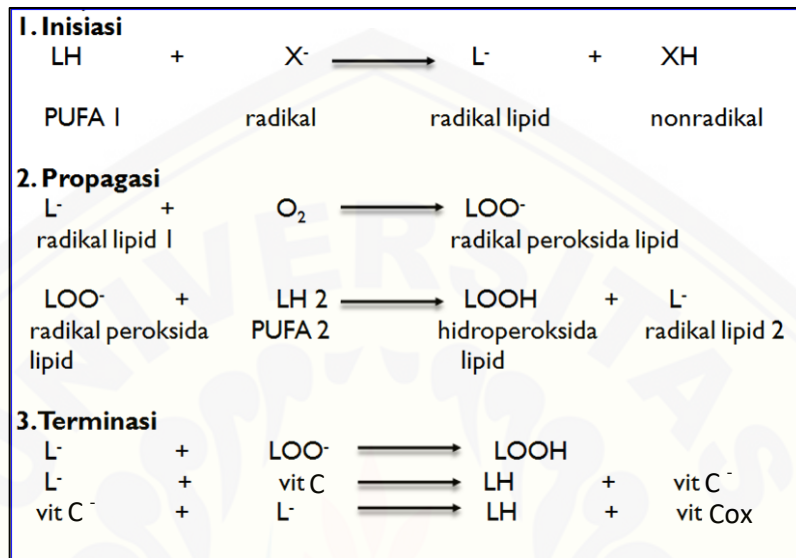 1. Inisiasi
LH + X⁻ ⟶ L⁻ + XH
PUFA 1 radikal radikal lipid nonradikal
2. Propagasi
L⁻ + O₂ ⟶ LOO⁻
radikal lipid 1 radikal peroksida lipid
LOO⁻ + LH 2 ⟶ LOOH + L⁻
radikal peroksida PUFA 2 hidroperoksida radikal lipid 2
lipid lipid
3. Terminasi
L⁻ + LOO⁻ ⟶ LOOH
L⁻ + vit C ⟶ LH + vit C⁻
vit C⁻ + L⁻ ⟶ LH + vit Cox
UNIVERSITAS